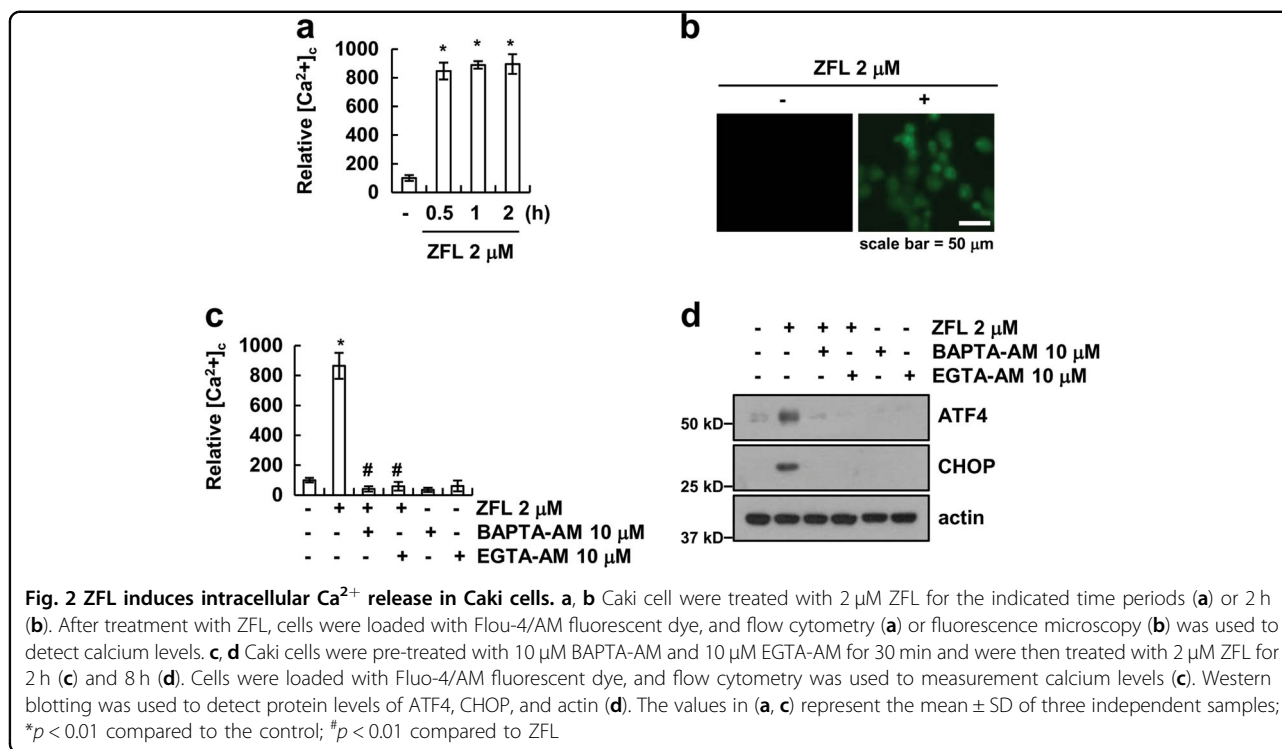 a
Relative [Ca²⁺]c
1000
800
600
400
200
0
* * *
- 0.5 1 2 (h)
ZFL 2 μM
b
ZFL 2 μM
- +
scale bar = 50 μm
c
Relative [Ca²⁺]c
1000
800
600
400
200
0
*
# #
- + + + - - ZFL 2 μM
- - + - + - BAPTA-AM 10 μM
- - - + - + EGTA-AM 10 μM
d
- + + + - - ZFL 2 μM
- - + - + - BAPTA-AM 10 μM
- - - + - + EGTA-AM 10 μM
50 kD ATF4
CHOP
25 kD
actin
37 kD
Fig. 2 ZFL induces intracellular Ca²⁺ release in Caki cells. a, b Caki cell were treated with 2 μM ZFL for the indicated time periods (a) or 2 h
(b). After treatment with ZFL, cells were loaded with Flou-4/AM fluorescent dye, and flow cytometry (a) or fluorescence microscopy (b) was used to
detect calcium levels. c, d Caki cells were pre-treated with 10 μM BAPTA-AM and 10 μM EGTA-AM for 30 min and were then treated with 2 μM ZFL for
2 h (c) and 8 h (d). Cells were loaded with Fluo-4/AM fluorescent dye, and flow cytometry was used to measurement calcium levels (c). Western
blotting was used to detect protein levels of ATF4, CHOP, and actin (d). The values in (a, c) represent the mean ± SD of three independent samples;
*p < 0.01 compared to the control; #p < 0.01 compared to ZFL